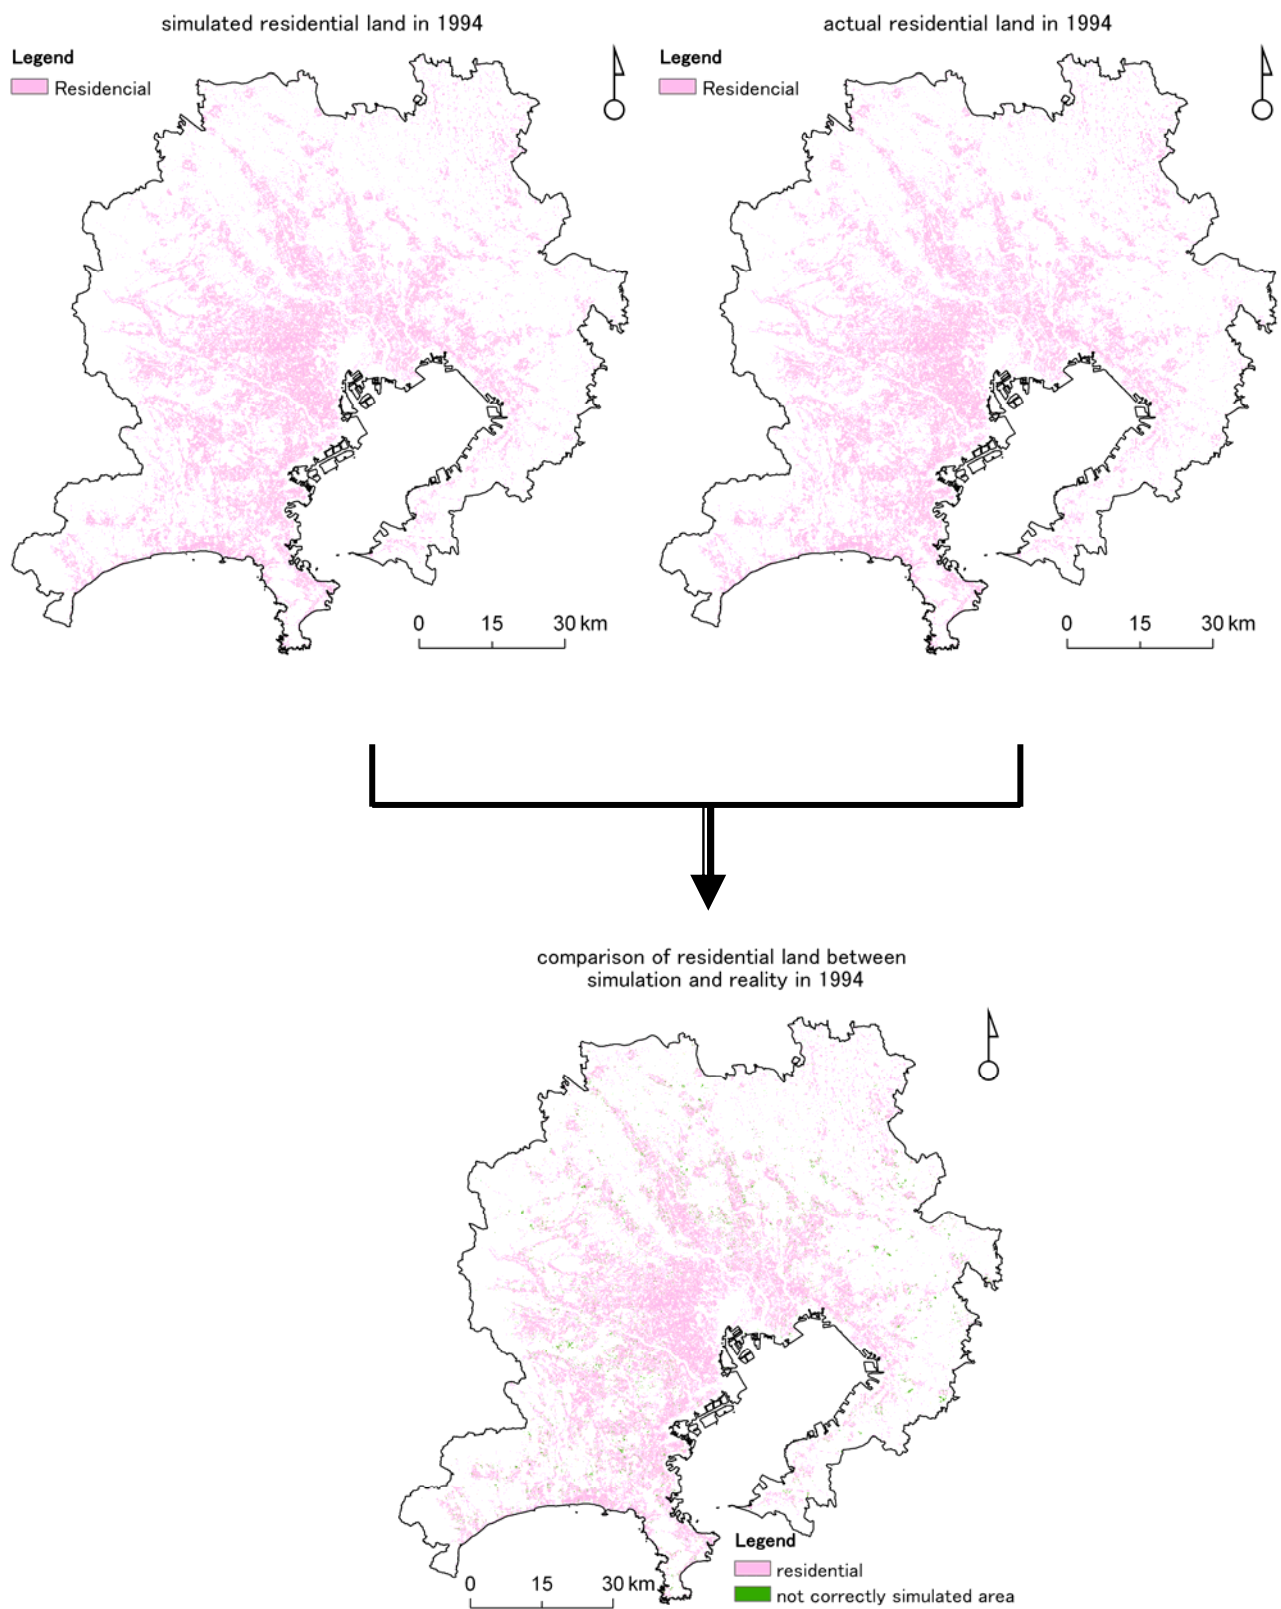 simulated residential land in 1994
Legend
Residencial
0 15 30 km
actual residential land in 1994
Legend
Residencial
0 15 30 km
comparison of residential land between
simulation and reality in 1994
Legend
residential
not correctly simulated area
0 15 30 km